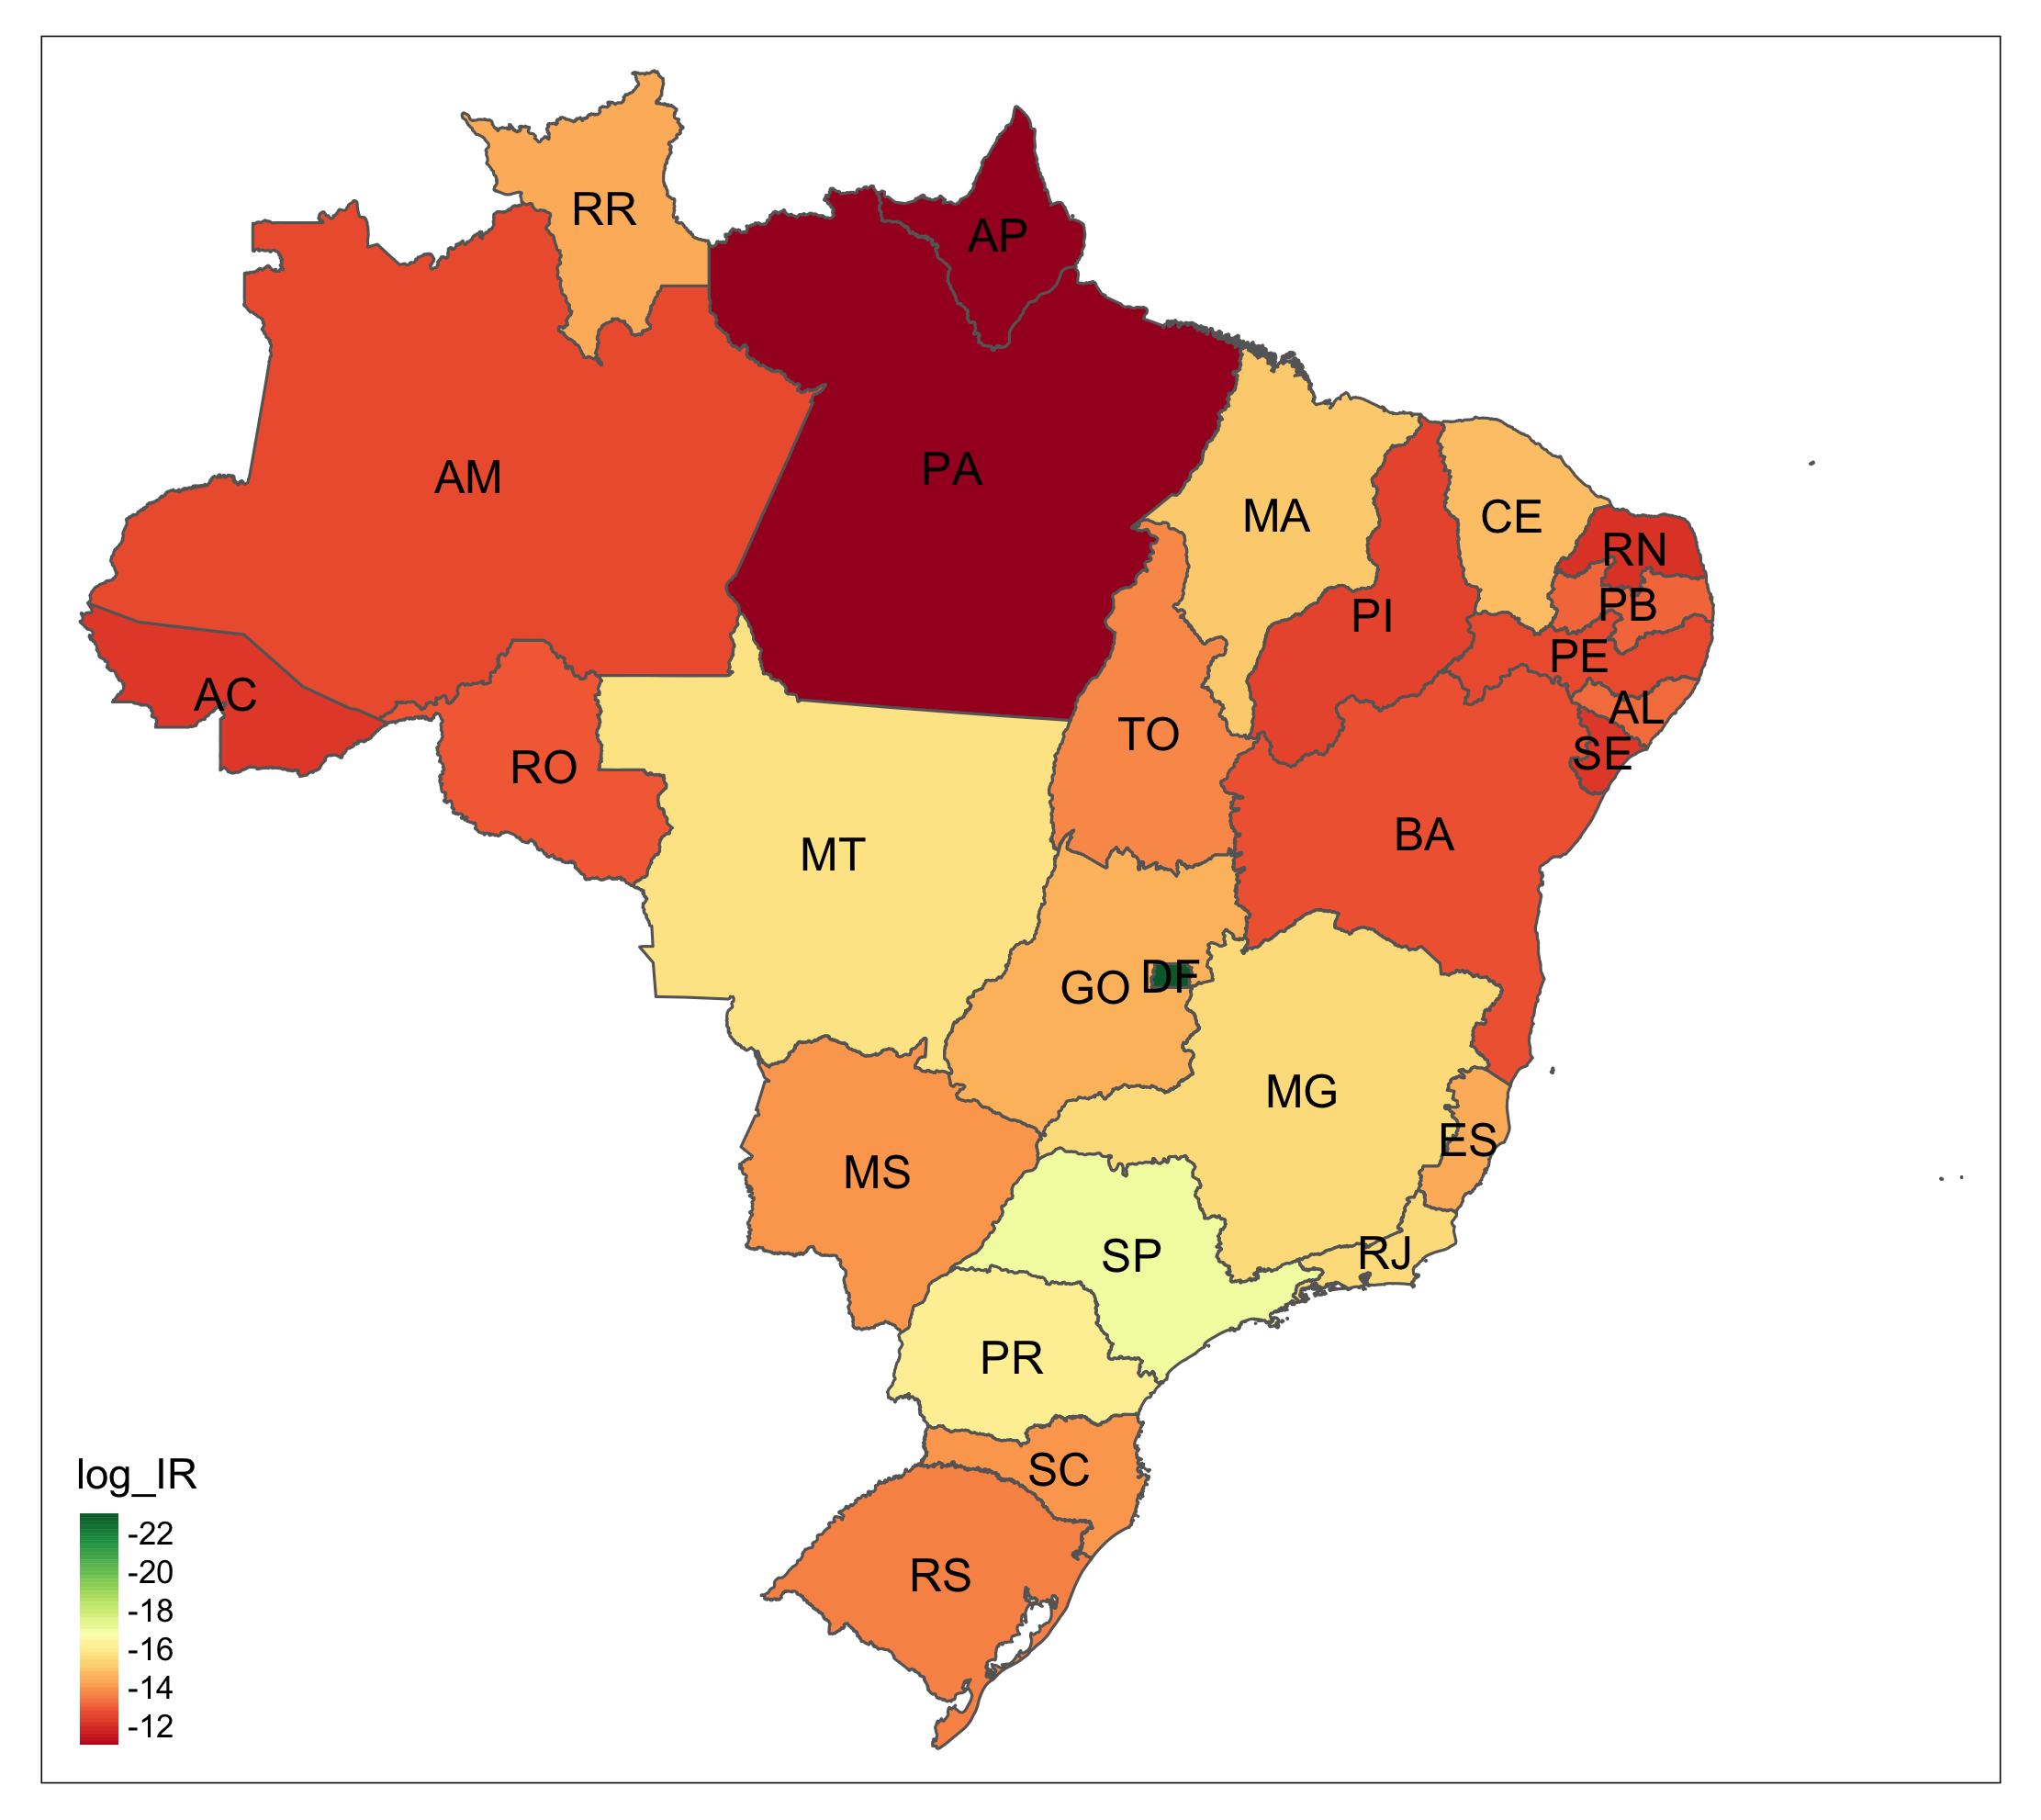 RR
AP
AM
PA
MA
CE
RN
PB
PI
PE
AC
AL
TO
SE
RO
BA
MT
DF
GO
MG
ES
MS
RJ
SP
PR
SC
log_IR
-22
RS
-20
-18
-16
-14
-12